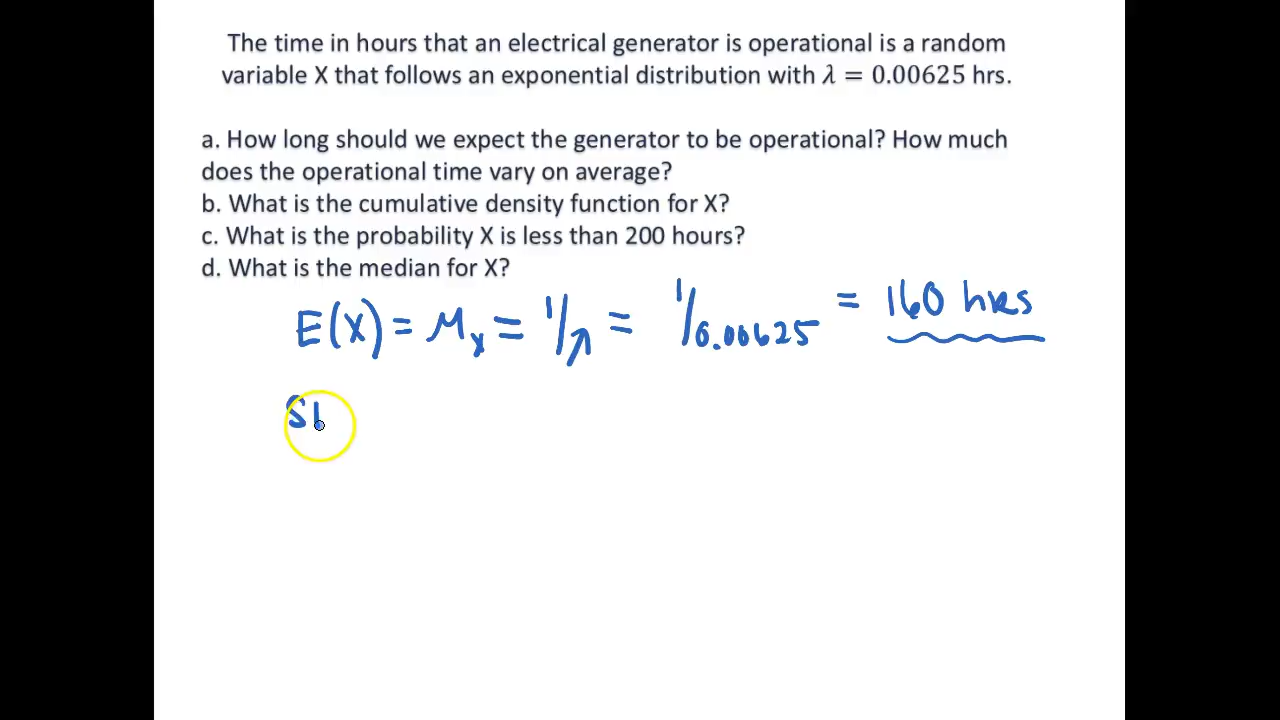 The time in hours that an electrical generator is operational is a random
variable X that follows an exponential distribution with λ = 0.00625 hrs.
a. How long should we expect the generator to be operational? How much
does the operational time vary on average?
b. What is the cumulative density function for X?
c. What is the probability X is less than 200 hours?
d. What is the median for X?
E(X) = μx = 1/λ = 1/0.00625 = 160 hrs